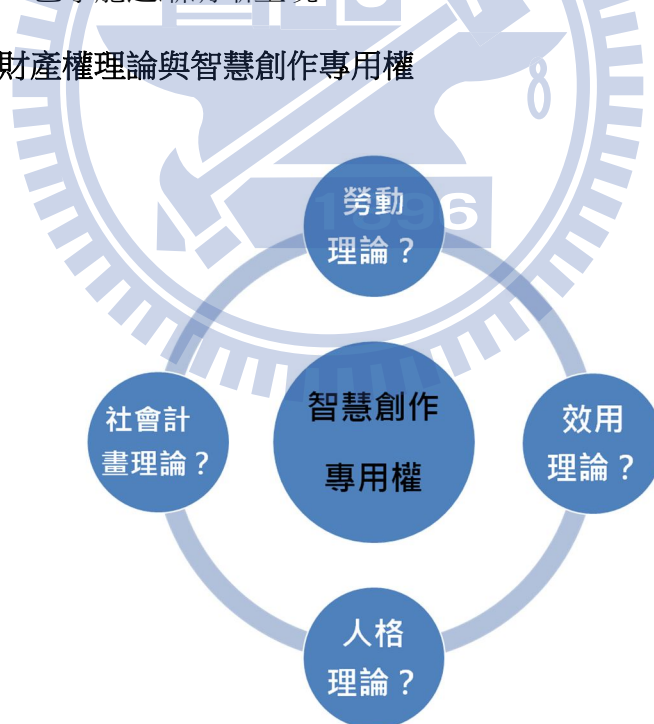 財產權理論與智慧創作專用權
1896
勞動
理論？
社會計
畫理論？
智慧創作
專用權
效用
理論？
人格
理論？